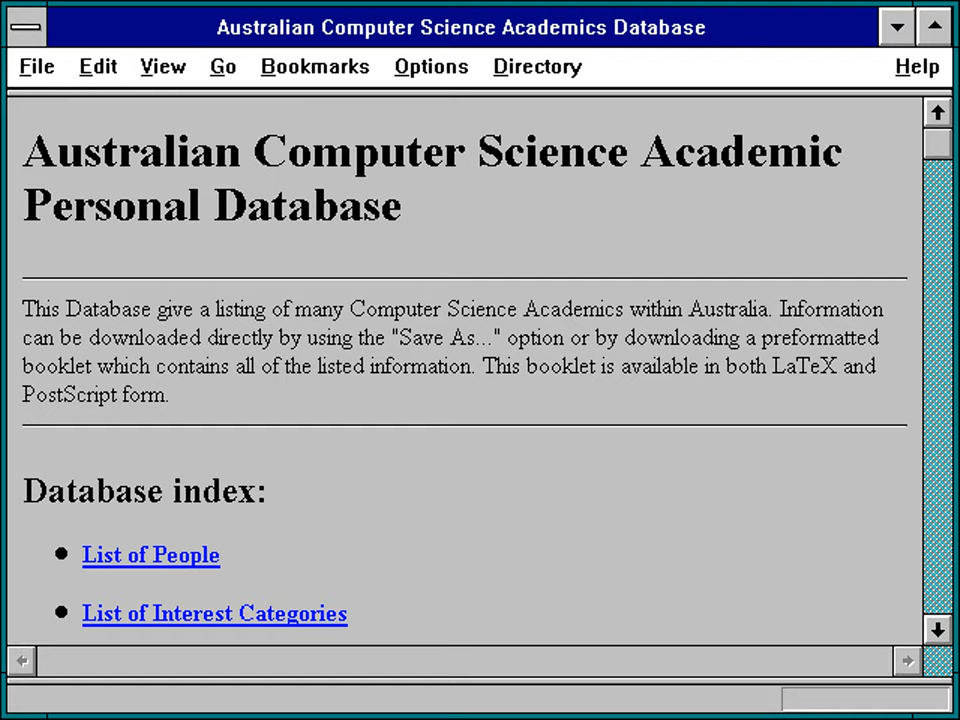 Australian Computer Science Academics Database
File Edit View Go Bookmarks Options Directory Help
Australian Computer Science Academic
Personal Database
This Database give a listing of many Computer Science Academics within Australia. Information
can be downloaded directly by using the "Save As..." option or by downloading a preformatted
booklet which contains all of the listed information. This booklet is available in both LaTeX and
PostScript form.
Database index:
List of People
List of Interest Categories